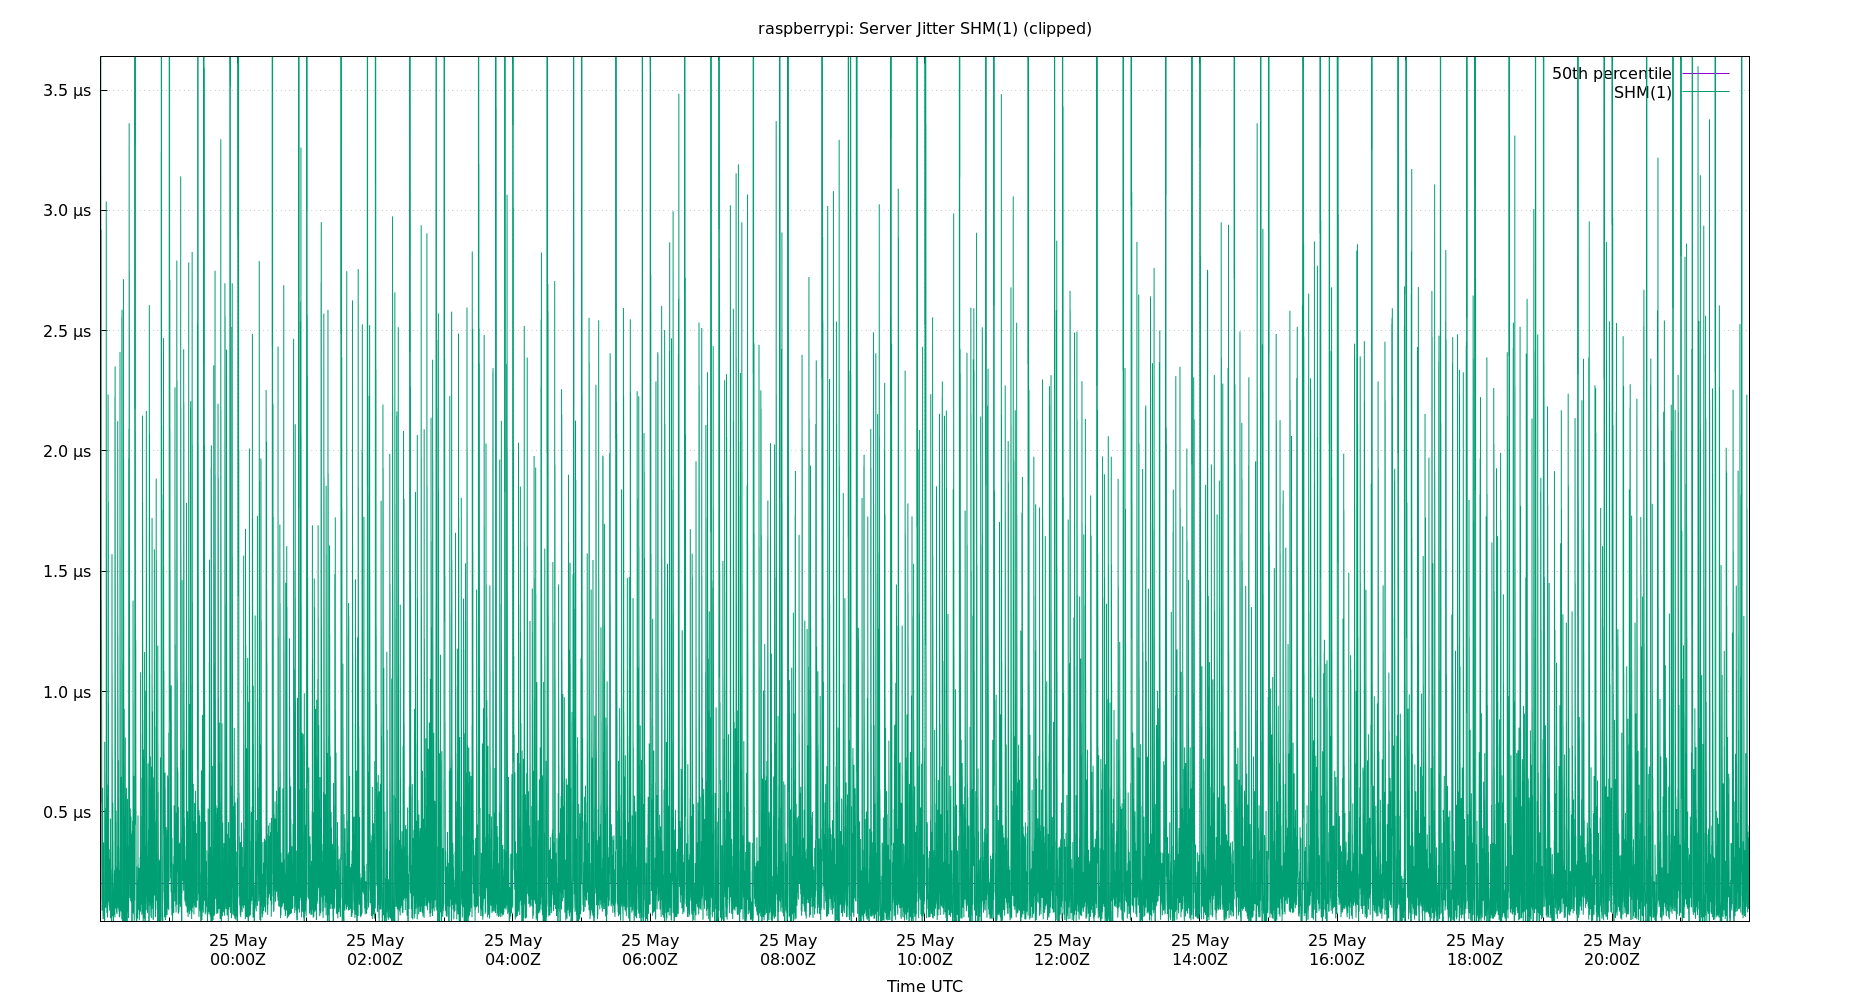 raspberrypi: Server Jitter SHM(1) (clipped)
50th percentile
SHM(1)
3.5 µs
3.0 µs
2.5 µs
2.0 µs
1.5 µs
1.0 µs
0.5 µs
25 May 25 May 25 May 25 May 25 May 25 May 25 May 25 May 25 May 25 May 25 May
00:00Z 02:00Z 04:00Z 06:00Z 08:00Z 10:00Z 12:00Z 14:00Z 16:00Z 18:00Z 20:00Z
Time UTC